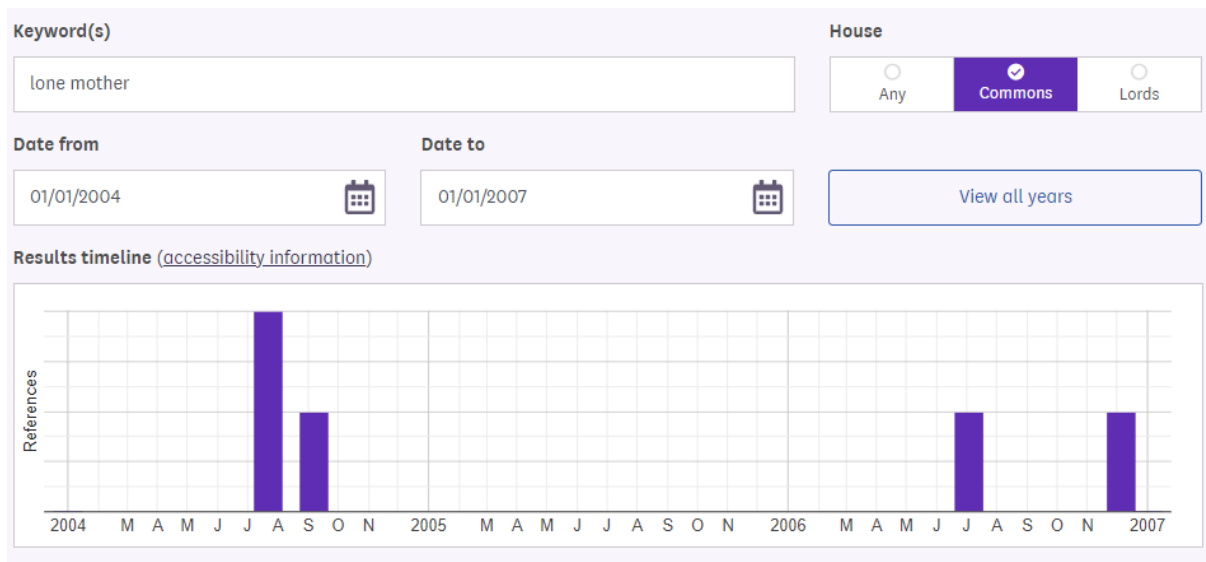 Keyword(s)
House
lone mother
Any
Commons
Lords
Date from
Date to
01/01/2004
01/01/2007
View all years
Results timeline (accessibility information)
References
2004 M A M J J A S O N 2005 M A M J J A S O N 2006 M A M J J A S O N 2007